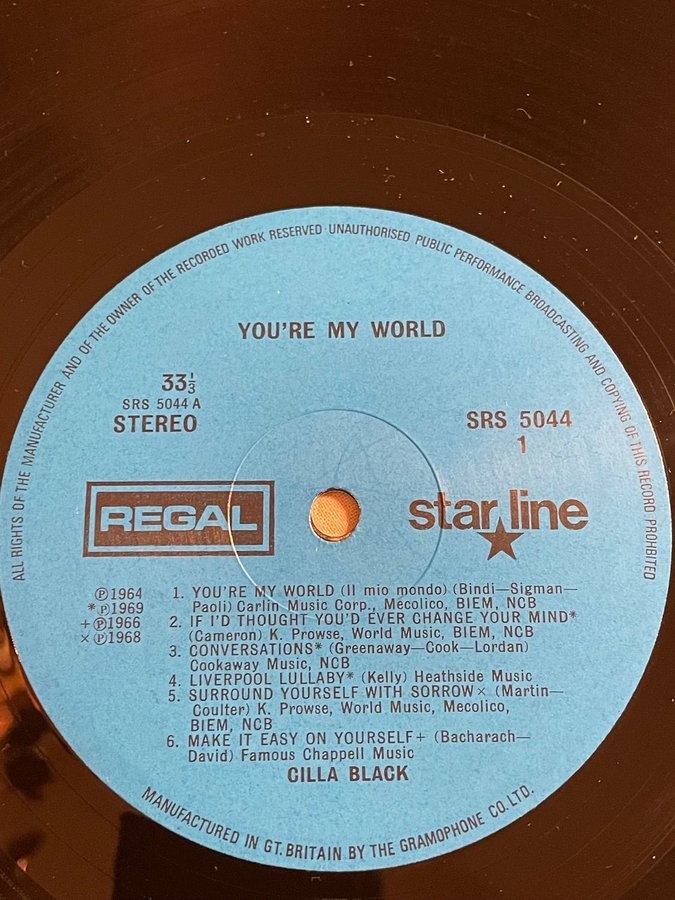 ALL RIGHTS OF THE MANUFACTURER AND OF THE OWNER OF THE RECORDED WORK RESERVED · UNAUTHORISED PUBLIC PERFORMANCE BROADCASTING AND COPYING OF THIS RECORD PROHIBITED
YOU'RE MY WORLD
33⅓
SRS 5044 A
STEREO
SRS 5044
1
REGAL
star★line
Ⓟ1964
*Ⓟ1969
+Ⓟ1966
×Ⓟ1968
1. YOU'RE MY WORLD (Il mio mondo) (Bindi—Sigman—
Paoli) Carlin Music Corp., Mecolico, BIEM, NCB
2. IF I'D THOUGHT YOU'D EVER CHANGE YOUR MIND*
(Cameron) K. Prowse, World Music, BIEM, NCB
3. CONVERSATIONS* (Greenaway—Cook—Lordan)
Cookaway Music, NCB
4. LIVERPOOL LULLABY* (Kelly) Heathside Music
5. SURROUND YOURSELF WITH SORROW× (Martin—
Coulter) K. Prowse, World Music, Mecolico,
BIEM, NCB
6. MAKE IT EASY ON YOURSELF+ (Bacharach—
David) Famous Chappell Music
CILLA BLACK
MANUFACTURED IN GT. BRITAIN BY THE GRAMOPHONE CO. LTD.